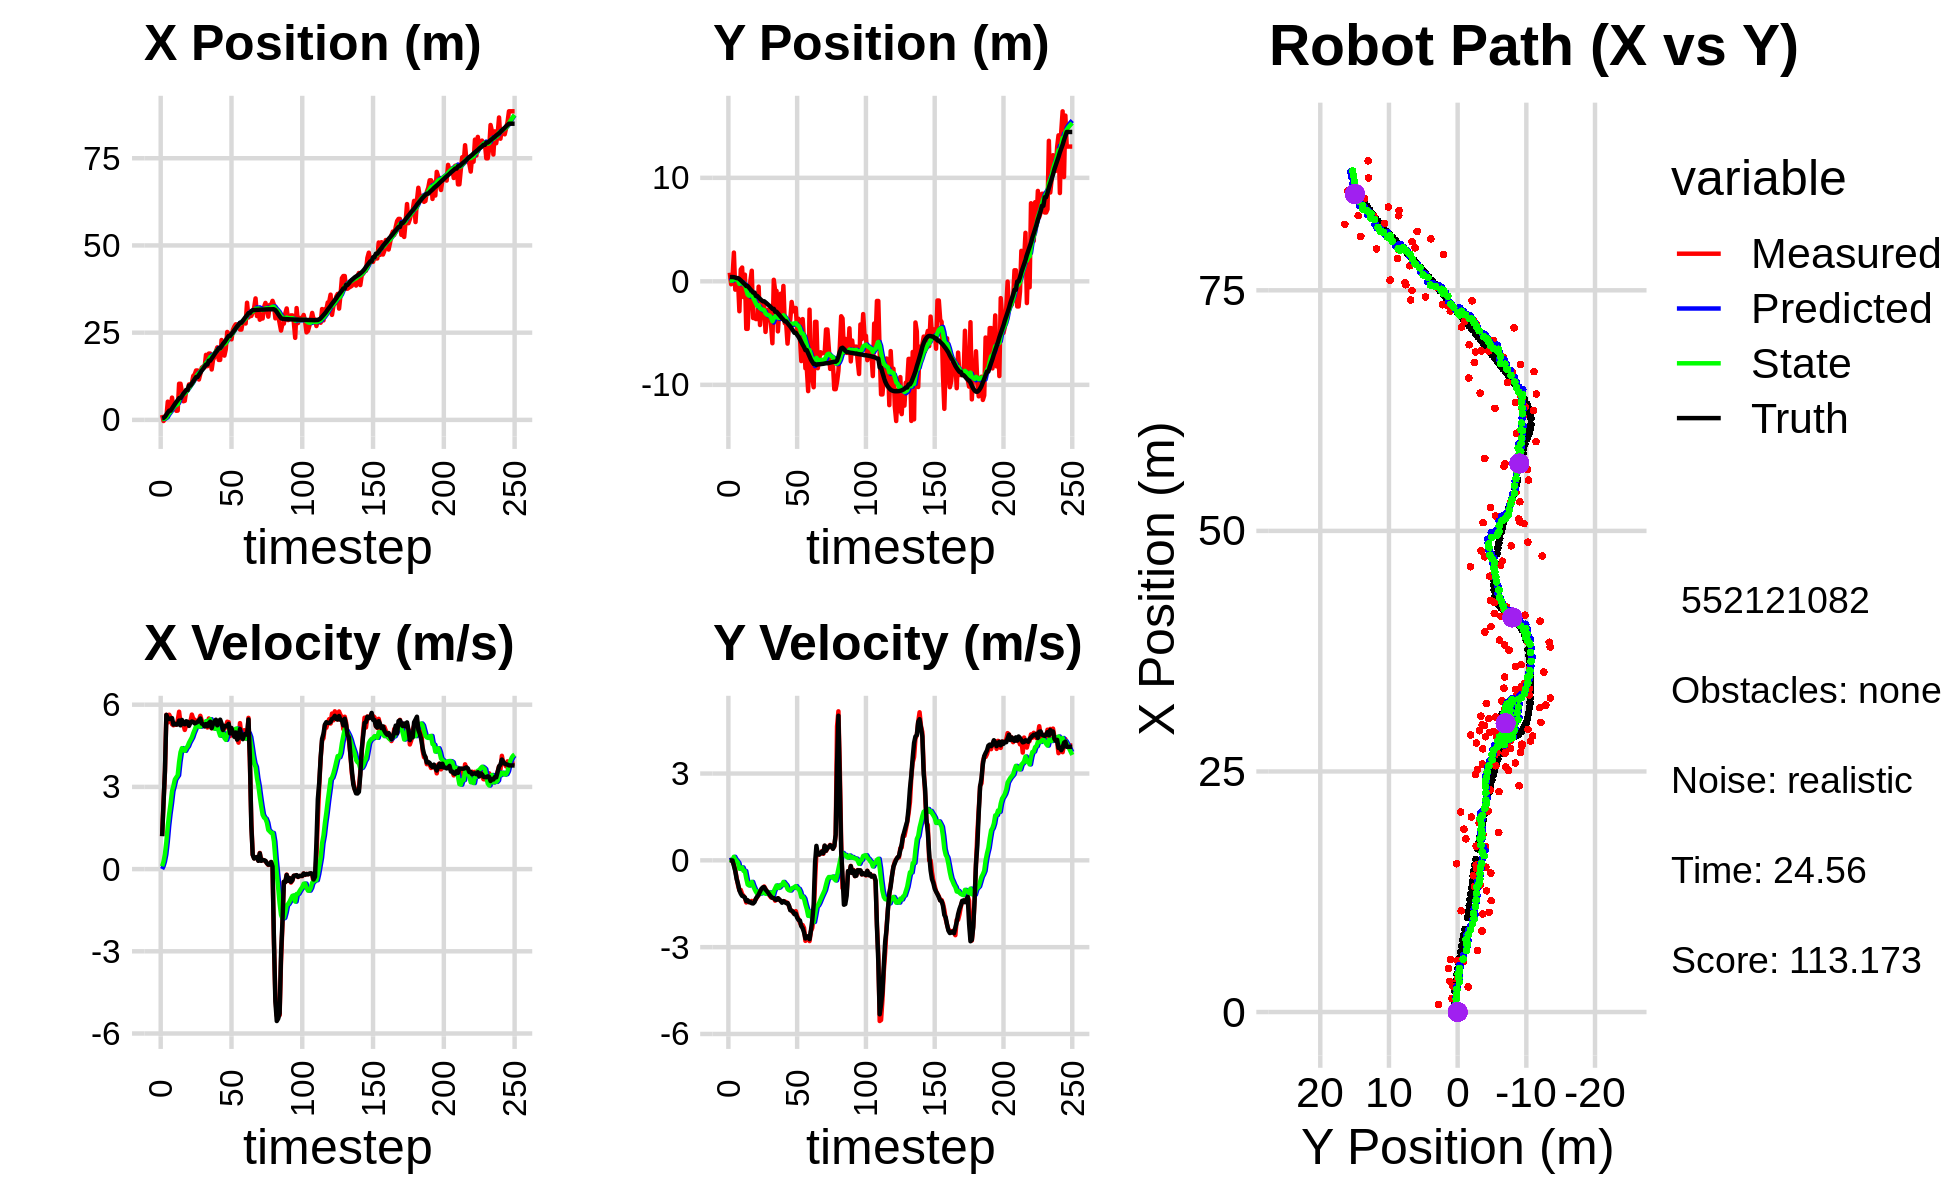 X Position (m)
75
50
25
0
0 50 100 150 200 250
timestep
Y Position (m)
10
0
-10
0 50 100 150 200 250
timestep
X Velocity (m/s)
6
3
0
-3
-6
0 50 100 150 200 250
timestep
Y Velocity (m/s)
3
0
-3
-6
0 50 100 150 200 250
timestep
Robot Path (X vs Y)
X Position (m)
75
50
25
0
20 10 0 -10 -20
Y Position (m)
variable
Measured
Predicted
State
Truth
552121082
Obstacles: none
Noise: realistic
Time: 24.56
Score: 113.173